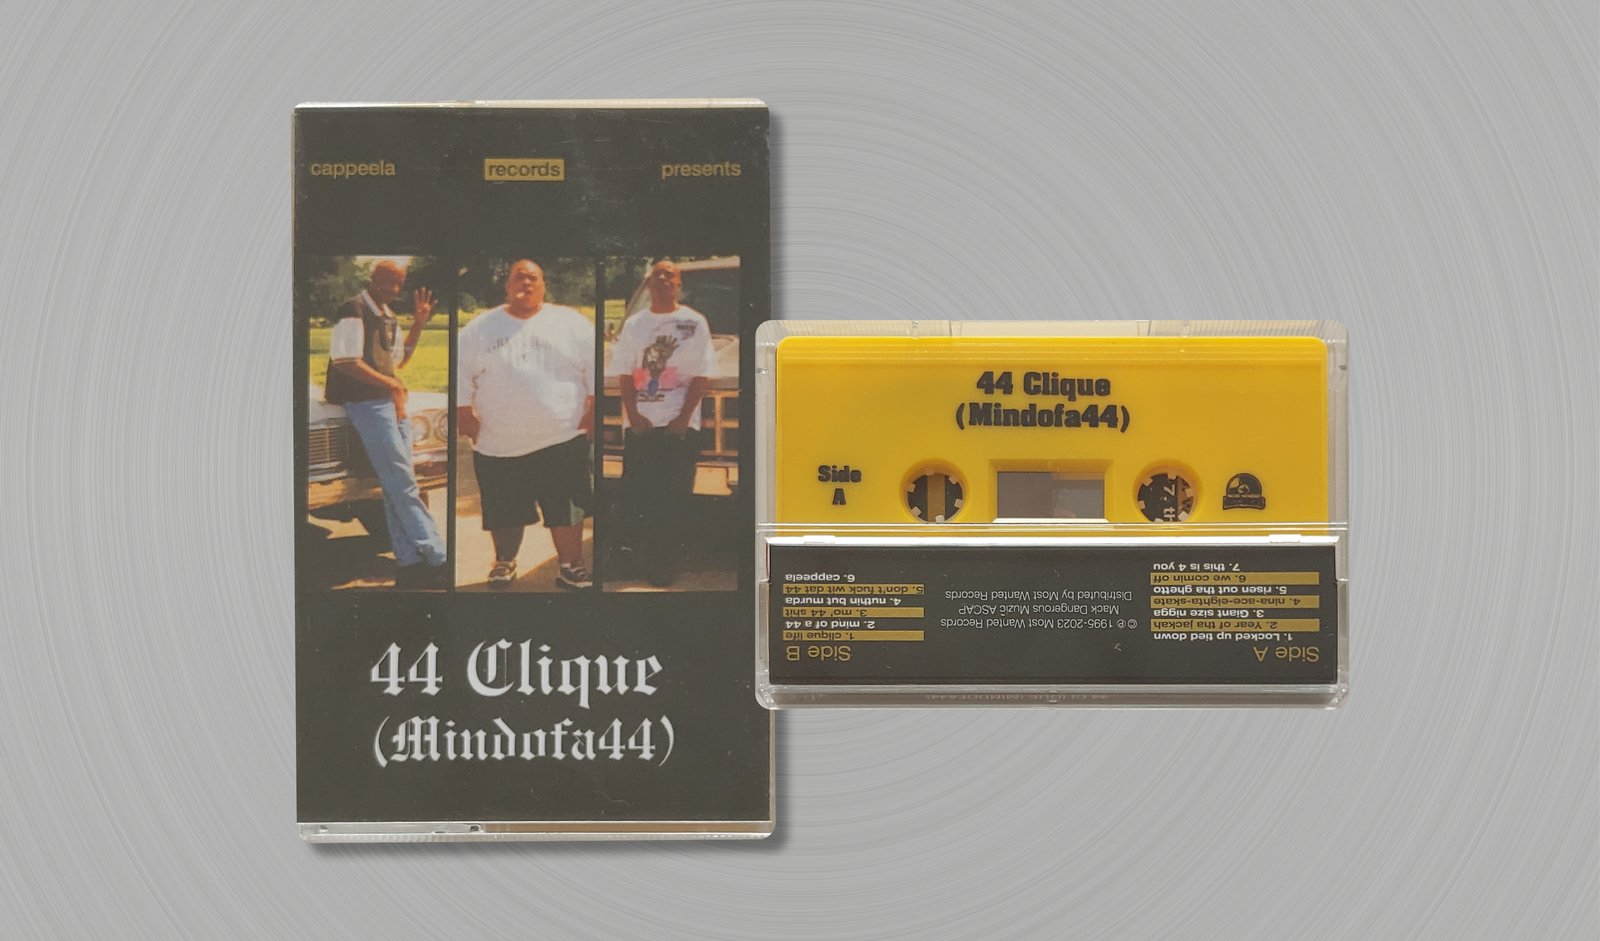 cappeela records presents
44 Clique
(Mindofa44)
44 Clique
(Mindofa44)
Side
A
7. th
Side A
1. Locked up tied down
2. Year of tha jackah
3. Giant size nigga
4. nina-ace-eighta-skate
5. risen out tha ghetto
6. we comin off
7. this is 4 you
© ℗ 1995-2023 Most Wanted Records
Mack Dangerous Muzic ASCAP
Distributed by Most Wanted Records
Side B
1. clique life
2. mind of a 44
3. mo' 44 shit
4. nuthin but murda
5. don't fuck wit dat 44
6. cappeela